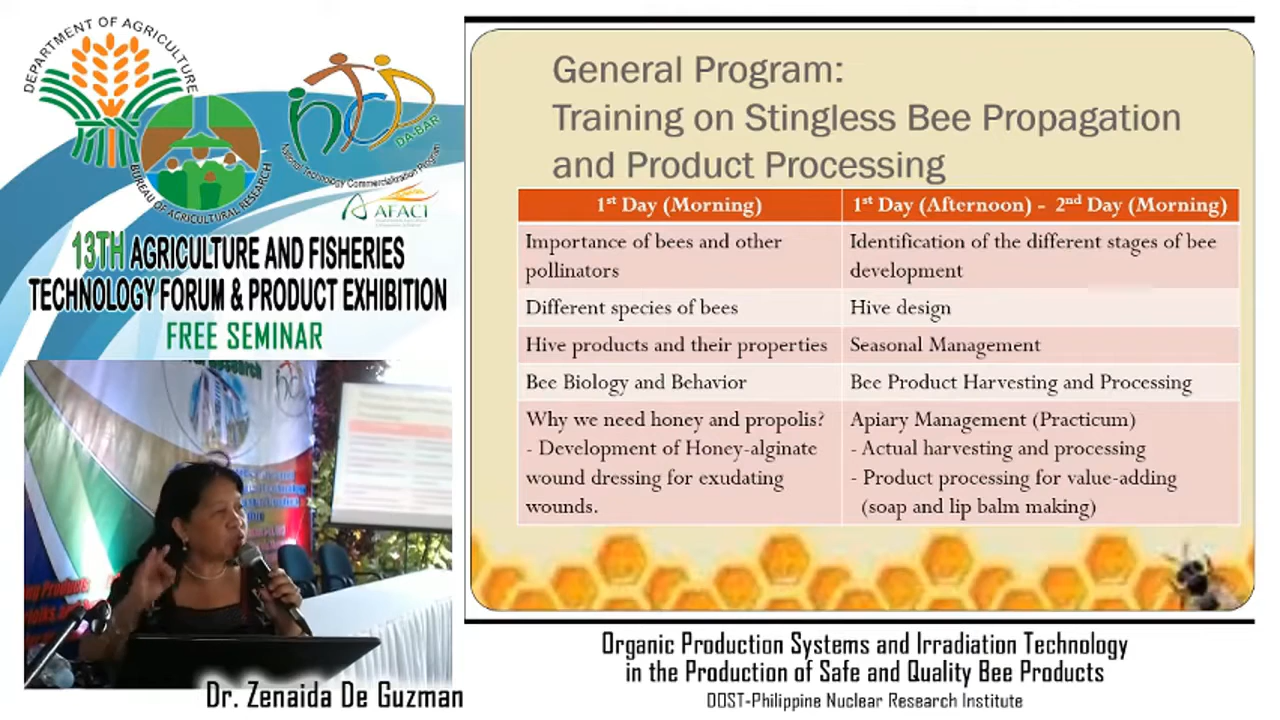 DEPARTMENT OF AGRICULTURE
BUREAU OF AGRICULTURAL RESEARCH
DA-BAR
National Technology Commercialization Program
AFACI
13TH AGRICULTURE AND FISHERIES
TECHNOLOGY FORUM & PRODUCT EXHIBITION
FREE SEMINAR
Dr. Zenaida De Guzman
General Program:
Training on Stingless Bee Propagation
and Product Processing
1st Day (Morning)
1st Day (Afternoon) - 2nd Day (Morning)
Importance of bees and other
pollinators
Identification of the different stages of bee
development
Different species of bees
Hive design
Hive products and their properties
Seasonal Management
Bee Biology and Behavior
Bee Product Harvesting and Processing
Why we need honey and propolis?
- Development of Honey-alginate
wound dressing for exudating
wounds.
Apiary Management (Practicum)
- Actual harvesting and processing
- Product processing for value-adding
(soap and lip balm making)
Organic Production Systems and Irradiation Technology
in the Production of Safe and Quality Bee Products
DOST-Philippine Nuclear Research Institute